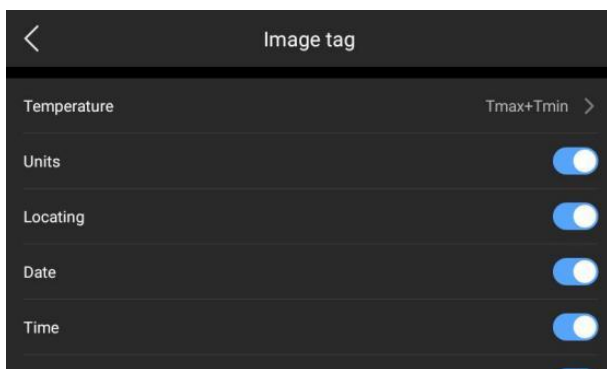 Image tag
Temperature Tmax+Tmin
Units
Locating
Date
Time